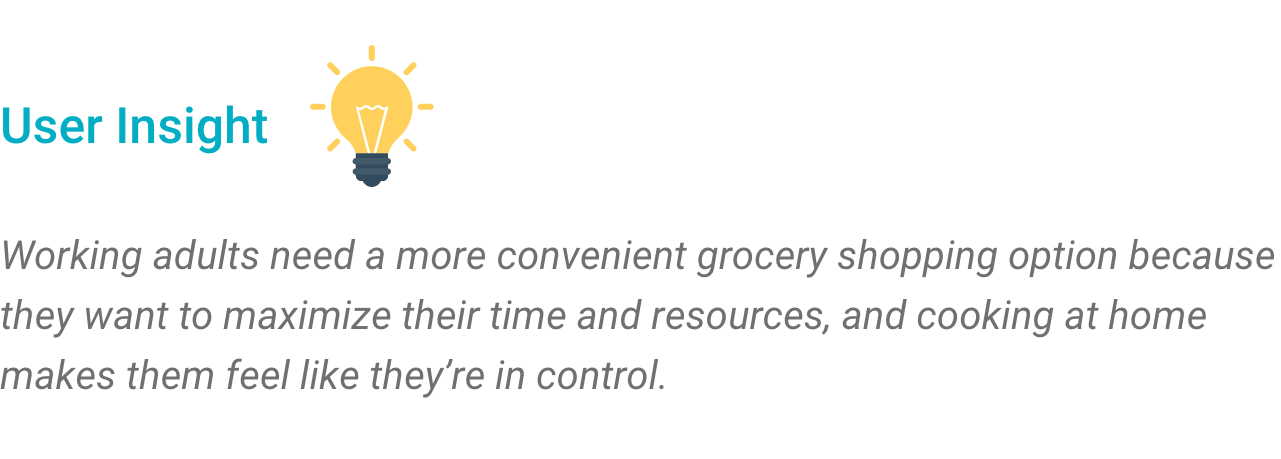 User Insight
Working adults need a more convenient grocery shopping option because
they want to maximize their time and resources, and cooking at home
makes them feel like they’re in control.